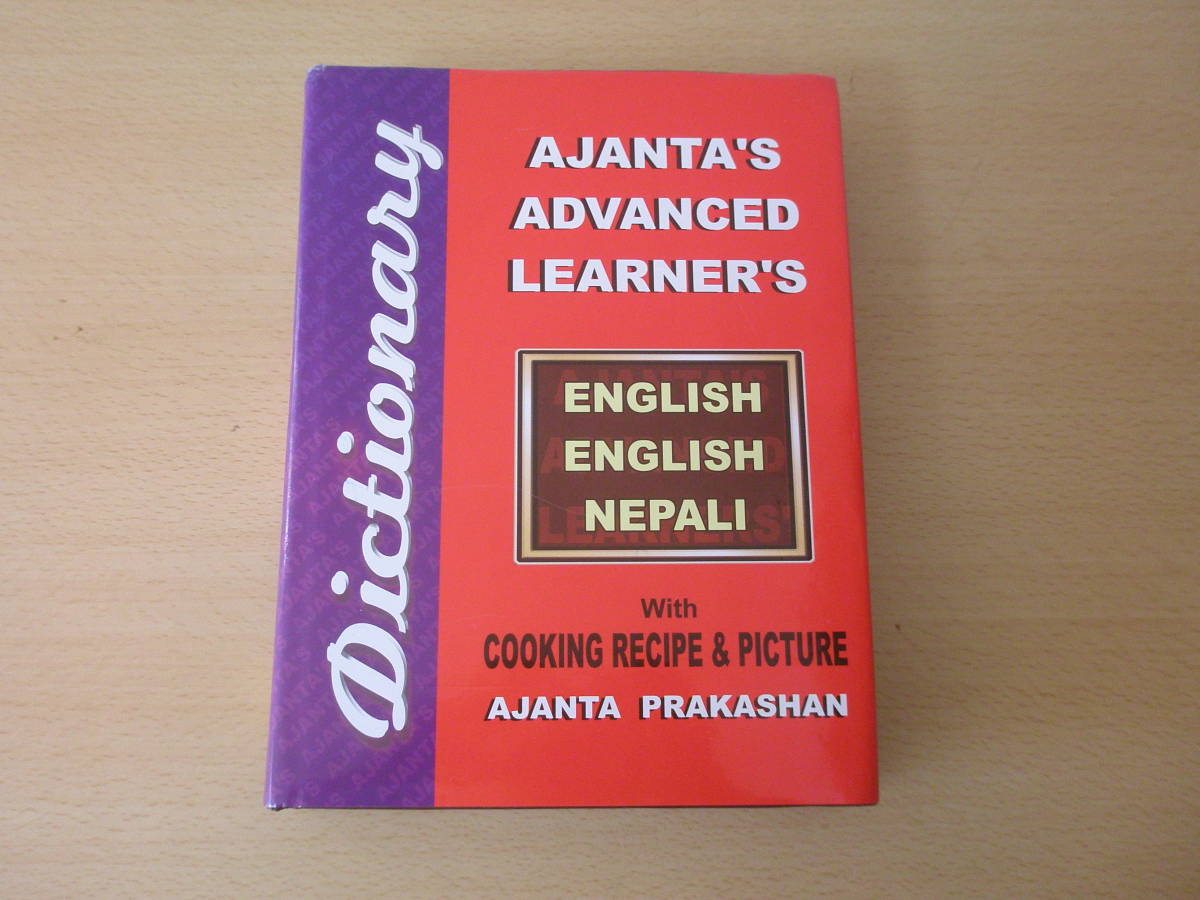 Dictionary
AJANTA'S
ADVANCED
LEARNER'S
ENGLISH
ENGLISH
NEPALI
With
COOKING RECIPE & PICTURE
AJANTA PRAKASHAN